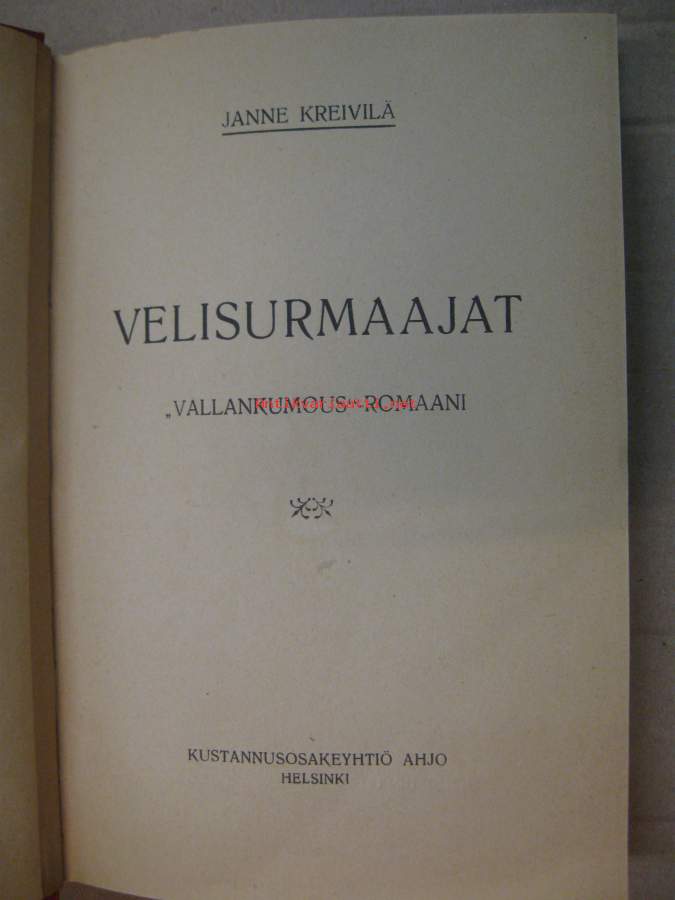 JANNE KREIVILÄ
VELISURMAAJAT
„VALLANKUMOUS"-ROMAANI
KUSTANNUSOSAKEYHTIÖ AHJO
HELSINKI